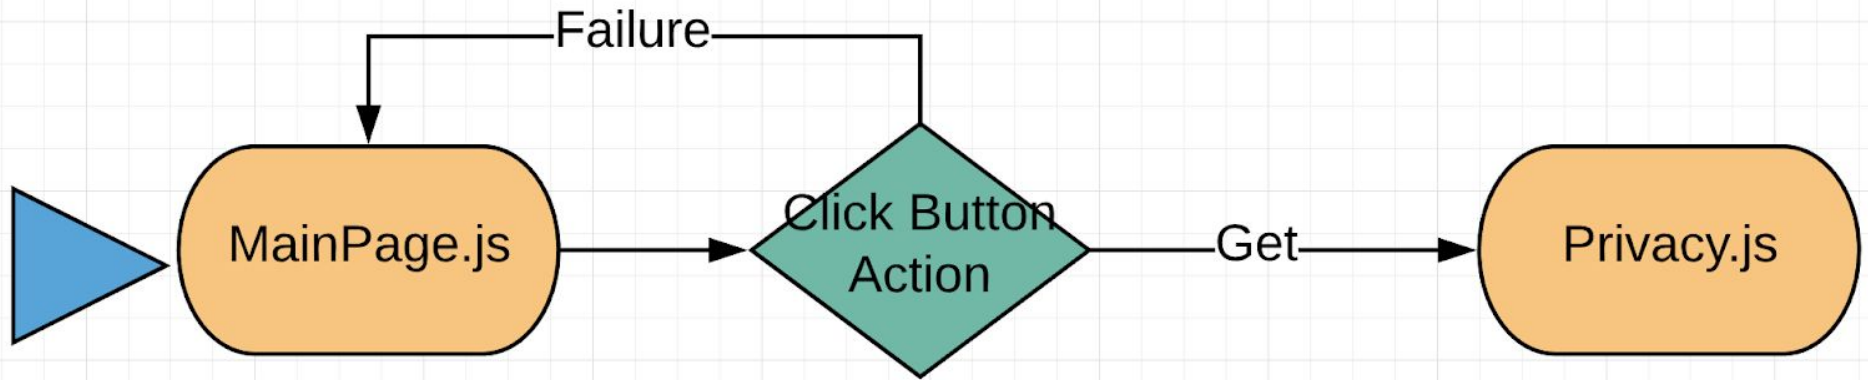 Failure
MainPage.js
Click Button
Action
Get
Privacy.js